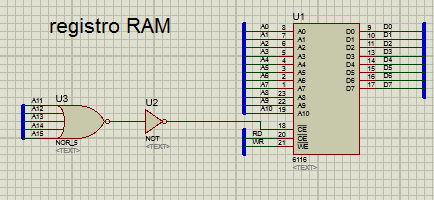 registro RAM
U1
A0 8 A0 D0 9 D0
A1 7 A1 D1 10 D1
A2 6 A2 D2 11 D2
A3 5 A3 D3 13 D3
A4 4 A4 D4 14 D4
A5 3 A5 D5 15 D5
A6 2 A6 D6 16 D6
A7 1 A7 D7 17 D7
A8 23 A8
A9 22 A9
A10 19 A10
18 CE
RD 20 OE
WR 21 WE
6116
<TEXT>
U3
A11
A12
A13
A14
A15
NOR_5
<TEXT>
U2
NOT
<TEXT>